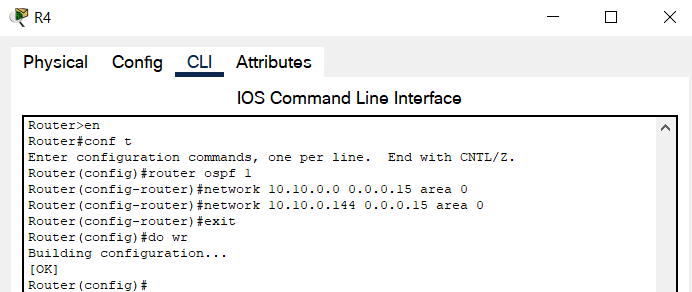 R4
Physical Config CLI Attributes
IOS Command Line Interface
Router>en
Router#conf t
Enter configuration commands, one per line.  End with CNTL/Z.
Router(config)#router ospf 1
Router(config-router)#network 10.10.0.0 0.0.0.15 area 0
Router(config-router)#network 10.10.0.144 0.0.0.15 area 0
Router(config-router)#exit
Router(config)#do wr
Building configuration...
[OK]
Router(config)#